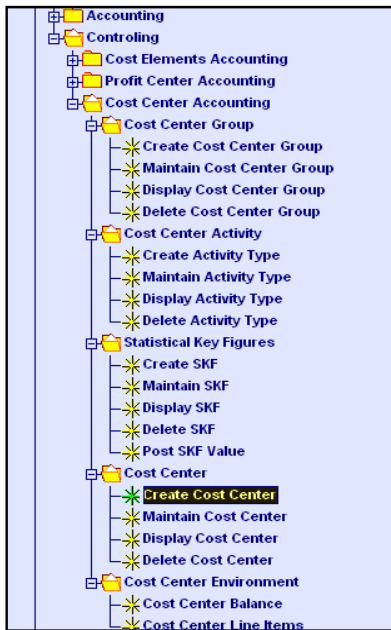 Accounting
Controling
Cost Elements Accounting
Profit Center Accounting
Cost Center Accounting
Cost Center Group
Create Cost Center Group
Maintain Cost Center Group
Display Cost Center Group
Delete Cost Center Group
Cost Center Activity
Create Activity Type
Maintain Activity Type
Display Activity Type
Delete Activity Type
Statistical Key Figures
Create SKF
Maintain SKF
Display SKF
Delete SKF
Post SKF Value
Cost Center
Create Cost Center
Maintain Cost Center
Display Cost Center
Delete Cost Center
Cost Center Environment
Cost Center Balance
Cost Center Line Items